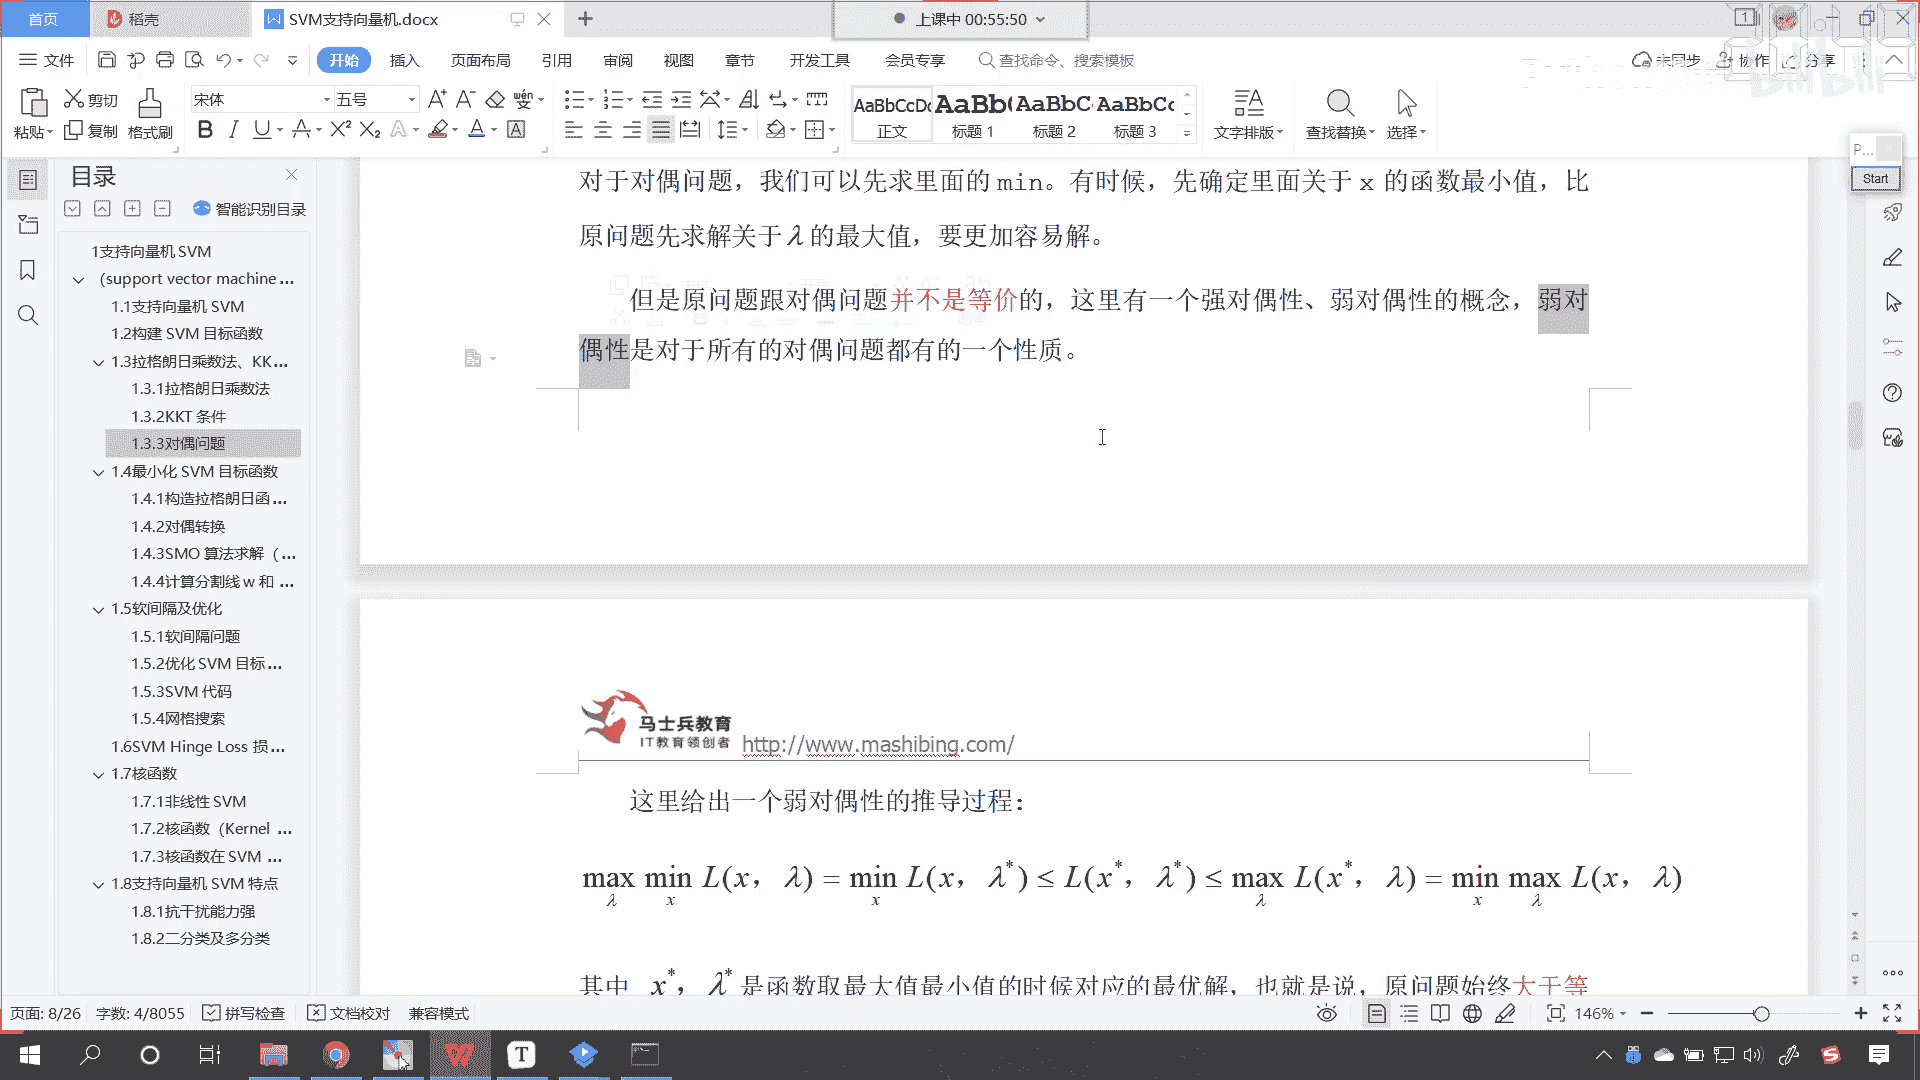 首页
稻壳
SVM支持向量机.docx
上课中 00:55:50
文件
开始
插入
页面布局
引用
审阅
视图
章节
开发工具
会员专享
查找命令、搜索模板
未同步
协作
分享
粘贴
剪切
复制
格式刷
宋体
五号
AaBbCcDd
正文
AaBb(
标题 1
AaBbC
标题 2
AaBbCc
标题 3
文字排版
查找替换
选择
P...
Start
目录
智能识别目录
1支持向量机 SVM
（support vector machine ...
1.1支持向量机 SVM
1.2构建 SVM 目标函数
1.3拉格朗日乘数法、KK...
1.3.1拉格朗日乘数法
1.3.2KKT 条件
1.3.3对偶问题
1.4最小化 SVM 目标函数
1.4.1构造拉格朗日函 ...
1.4.2对偶转换
1.4.3SMO 算法求解（ ...
1.4.4计算分割线 w 和 ...
1.5软间隔及优化
1.5.1软间隔问题
1.5.2优化 SVM 目标 ...
1.5.3SVM 代码
1.5.4网格搜索
1.6SVM Hinge Loss 损...
1.7核函数
1.7.1非线性 SVM
1.7.2核函数（Kernel ...
1.7.3核函数在 SVM ...
1.8支持向量机 SVM 特点
1.8.1抗干扰能力强
1.8.2二分类及多分类
对于对偶问题，我们可以先求里面的 min。有时候，先确定里面关于 x 的函数最小值，比
原问题先求解关于 λ 的最大值，要更加容易解。
但是原问题跟对偶问题并不是等价的，这里有一个强对偶性、弱对偶性的概念，弱对
偶性是对于所有的对偶问题都有的一个性质。
马士兵教育
IT教育领创者 http://www.mashibing.com/
这里给出一个弱对偶性的推导过程：
max_λ min_x L(x， λ) = min_x L(x， λ*) ≤ L(x*， λ*) ≤ max_λ L(x*， λ) = min_x max_λ L(x， λ)
其中 x*， λ* 是函数取最大值最小值的时候对应的最优解，也就是说，原问题始终大于等
页面: 8/26
字数: 4/8055
拼写检查
文档校对
兼容模式
146%